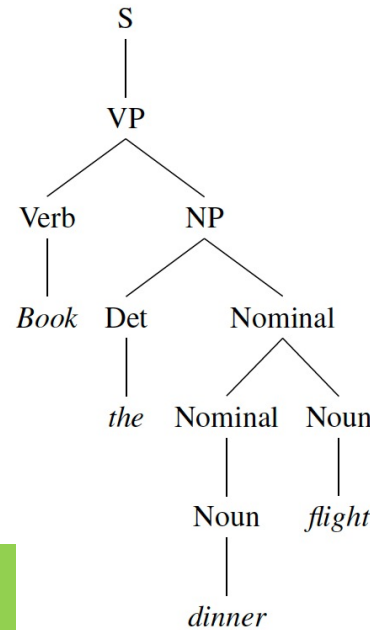 S
VP
Verb NP
Book Det Nominal
the Nominal Noun
Noun flight
dinner